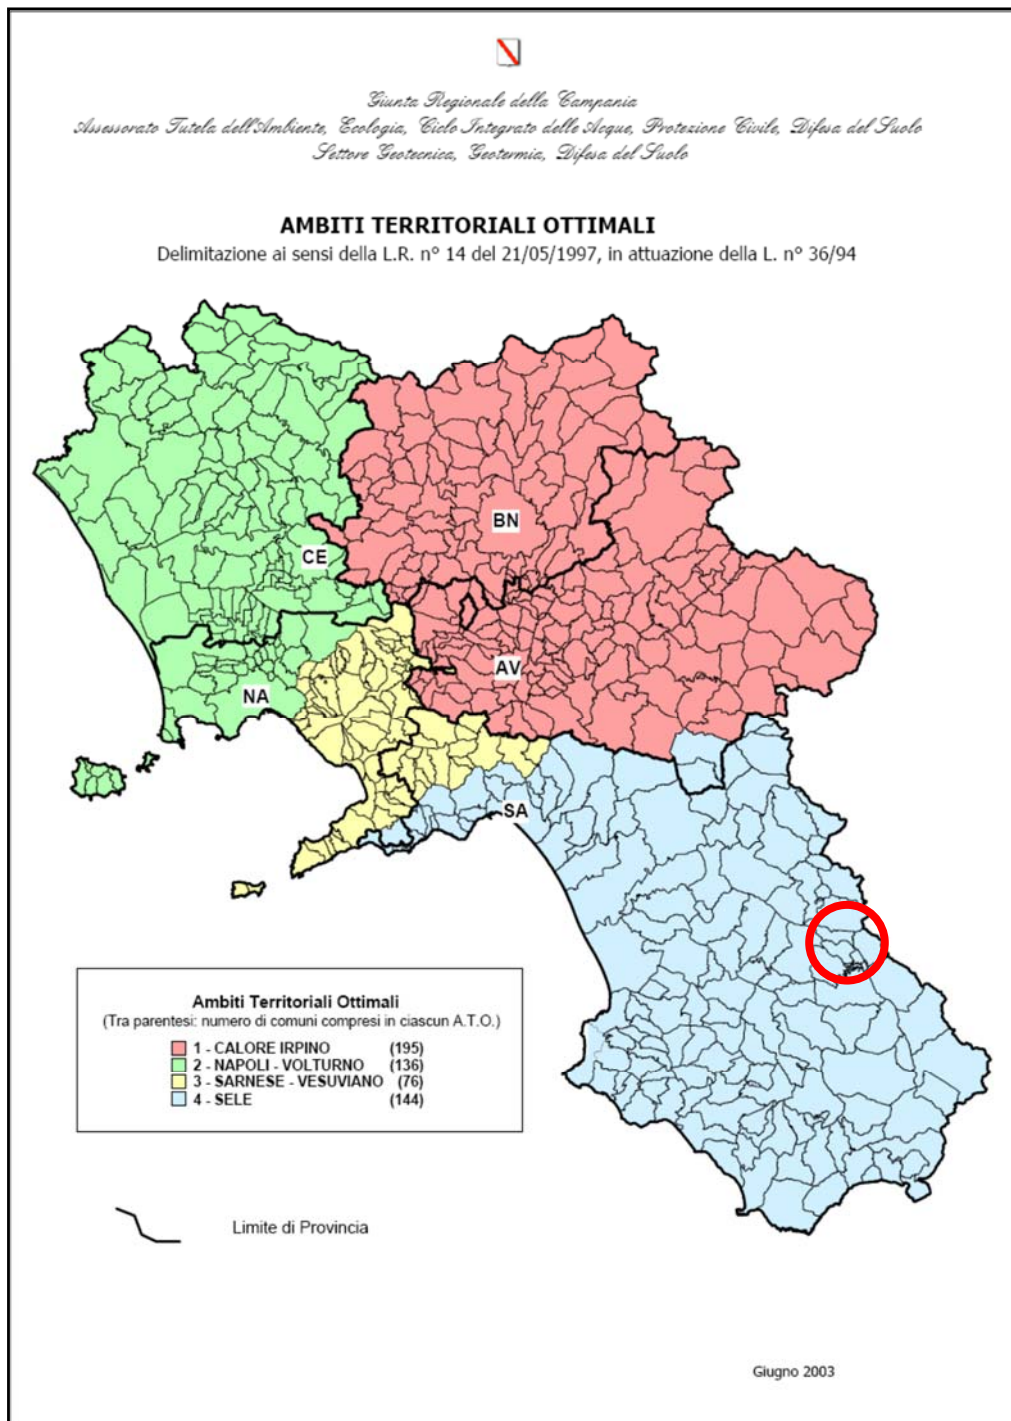 Giunta Regionale della Campania
Assessorato Tutela dell'Ambiente, Ecologia, Ciclo Integrato delle Acque, Protezione Civile, Difesa del Suolo
Settore Geotecnica, Geotermia, Difesa del Suolo
AMBITI TERRITORIALI OTTIMALI
Delimitazione ai sensi della L.R. n° 14 del 21/05/1997, in attuazione della L. n° 36/94
BN
CE
AV
NA
SA
Ambiti Territoriali Ottimali
(Tra parentesi: numero di comuni compresi in ciascun A.T.O.)
1 - CALORE IRPINO (195)
2 - NAPOLI - VOLTURNO (136)
3 - SARNESE - VESUVIANO (76)
4 - SELE (144)
Limite di Provincia
Giugno 2003